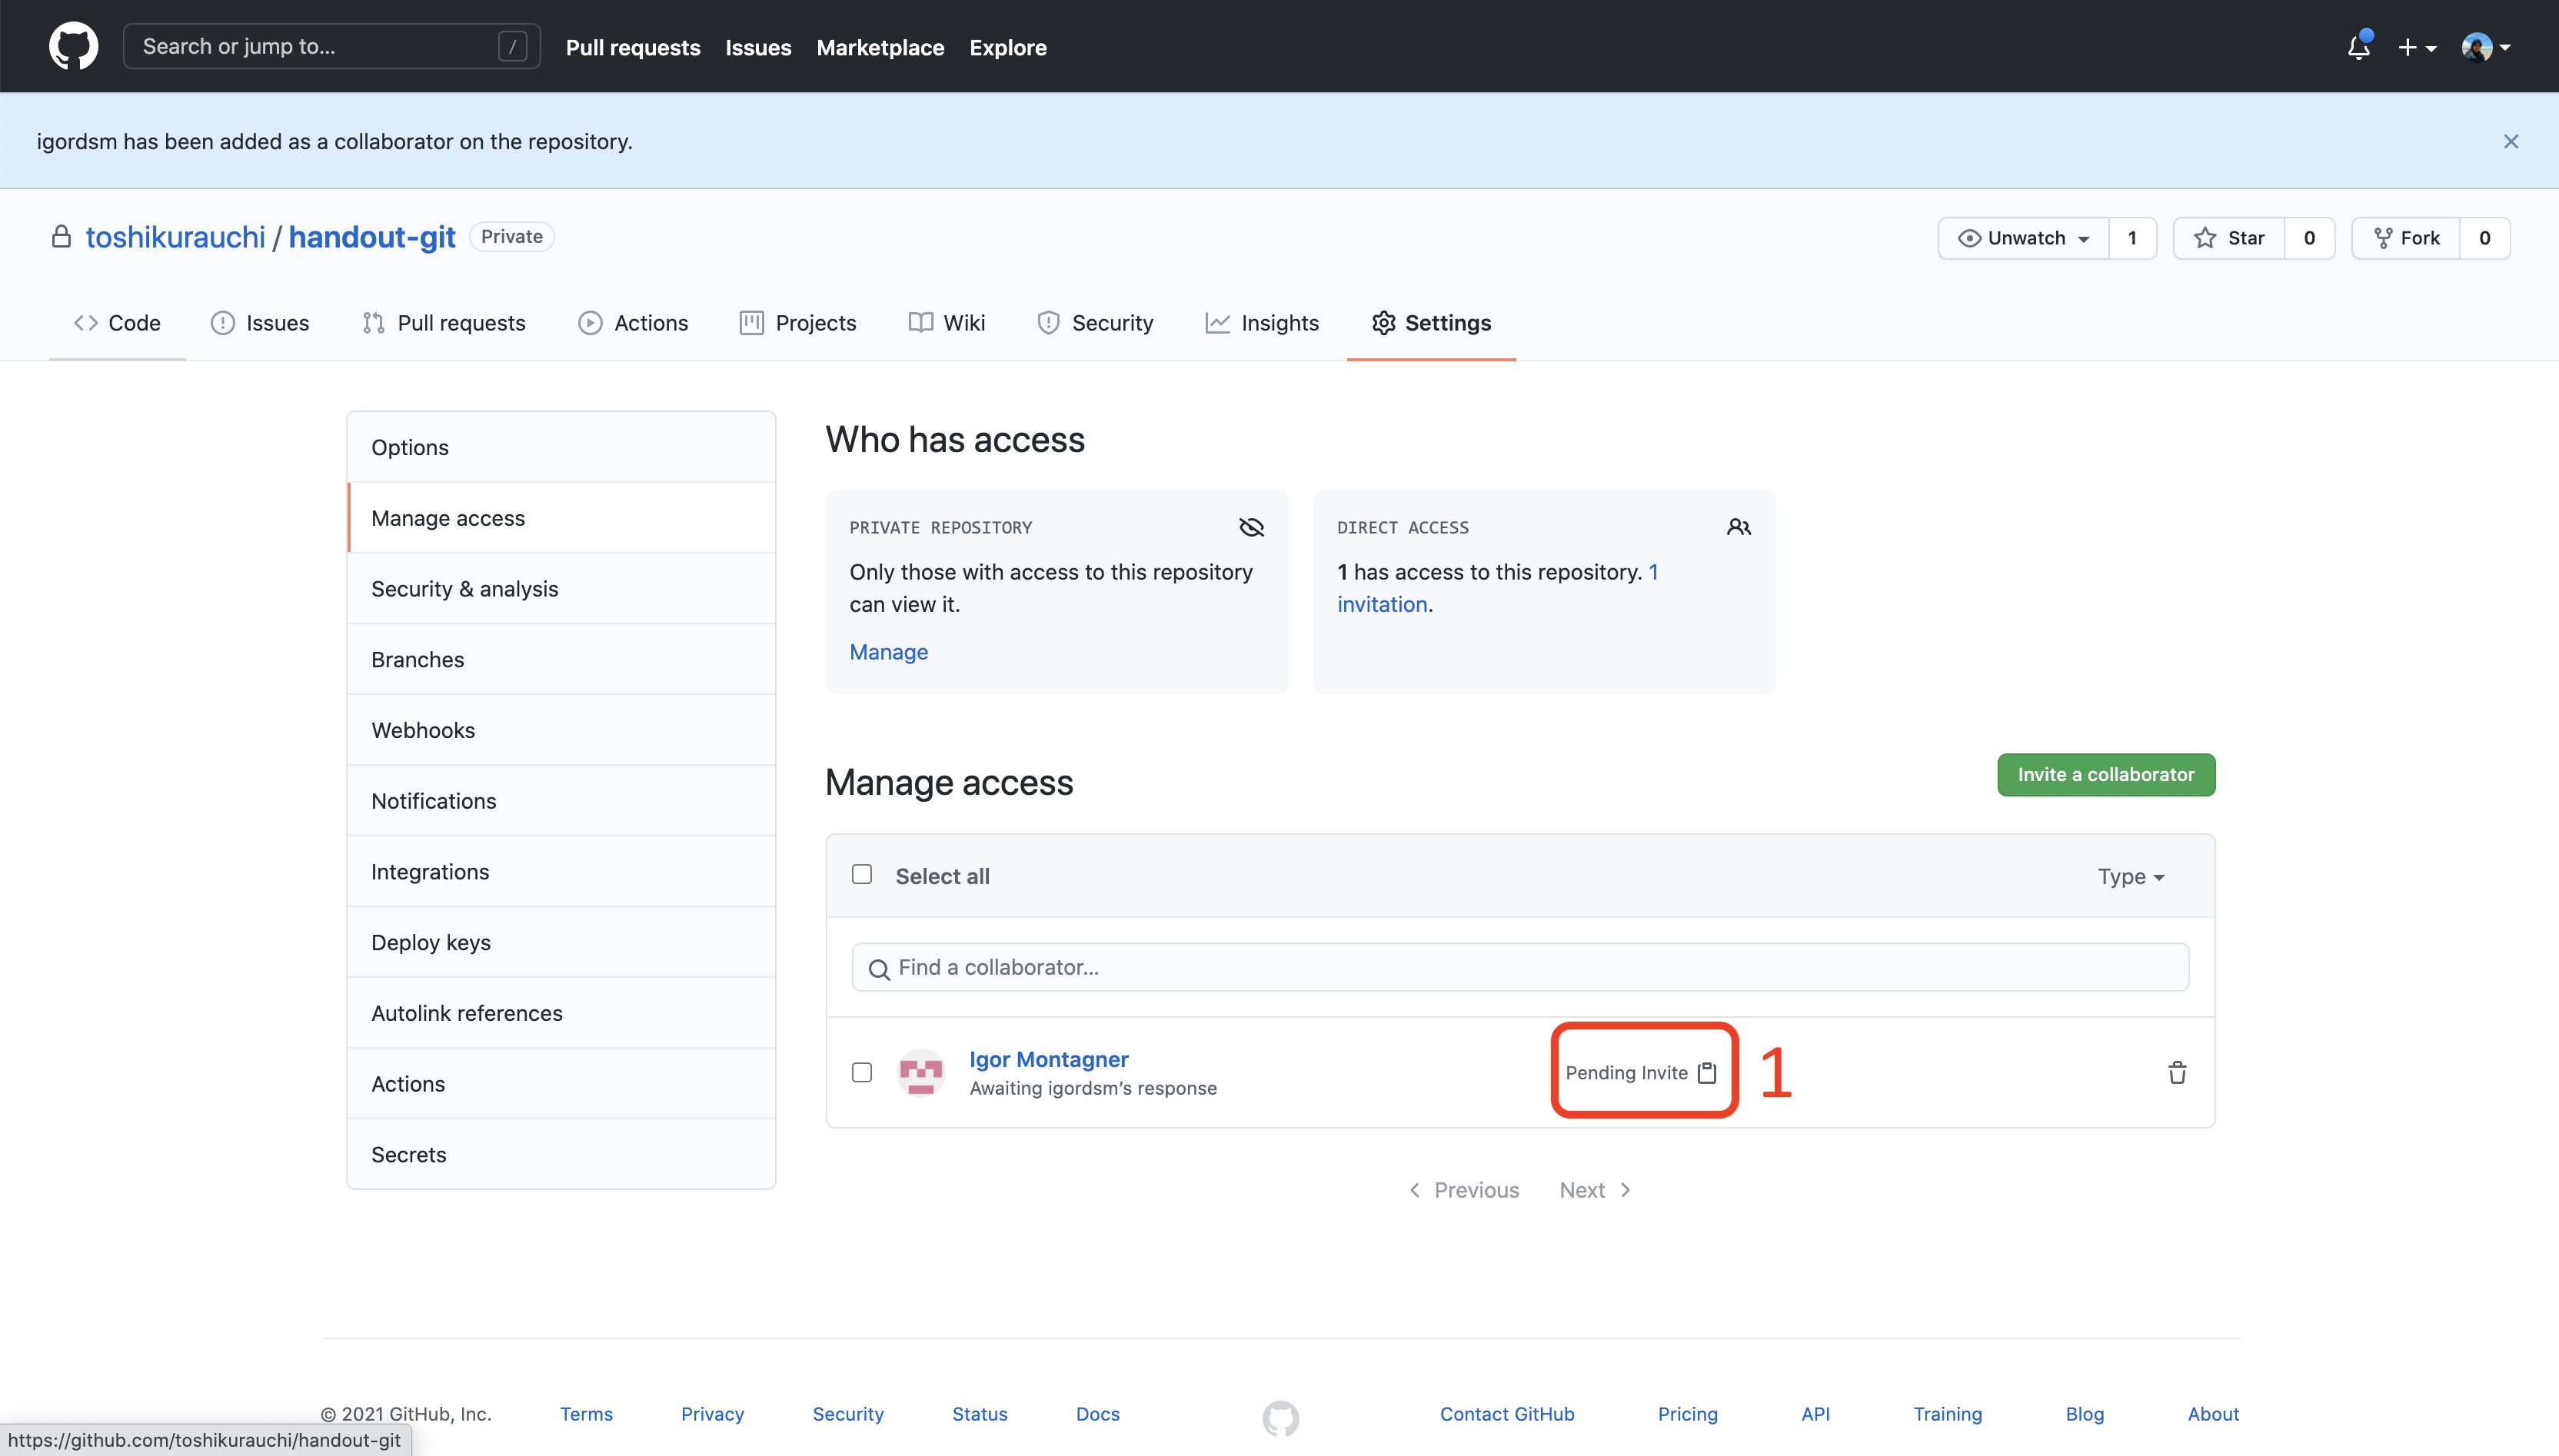 Search or jump to...
/
Pull requests
Issues
Marketplace
Explore
igordsm has been added as a collaborator on the repository.
toshikurauchi / handout-git
Private
Unwatch
1
Star
0
Fork
0
Code
Issues
Pull requests
Actions
Projects
Wiki
Security
Insights
Settings
Options
Manage access
Security & analysis
Branches
Webhooks
Notifications
Integrations
Deploy keys
Autolink references
Actions
Secrets
Who has access
PRIVATE REPOSITORY
Only those with access to this repository
can view it.
Manage
DIRECT ACCESS
1 has access to this repository. 1
invitation.
Manage access
Invite a collaborator
Select all
Type
Find a collaborator...
Igor Montagner
Awaiting igordsm’s response
Pending Invite
1
Previous
Next
© 2021 GitHub, Inc.
Terms
Privacy
Security
Status
Docs
Contact GitHub
Pricing
API
Training
Blog
About
https://github.com/toshikurauchi/handout-git